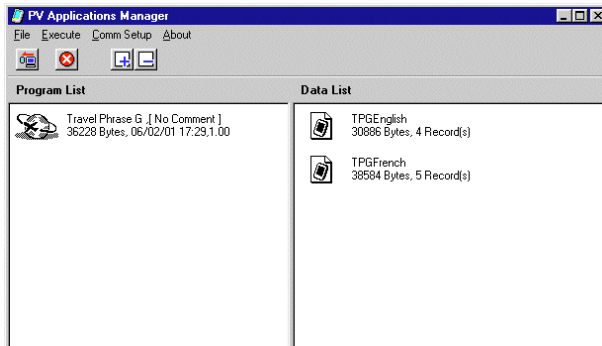 PV Applications Manager
File Execute Comm Setup About
Program List
Travel Phrase G ,[ No Comment ]
36228 Bytes, 06/02/01 17:29,1.00
Data List
TPGEnglish
30886 Bytes, 4 Record(s)
TPGFrench
38584 Bytes, 5 Record(s)